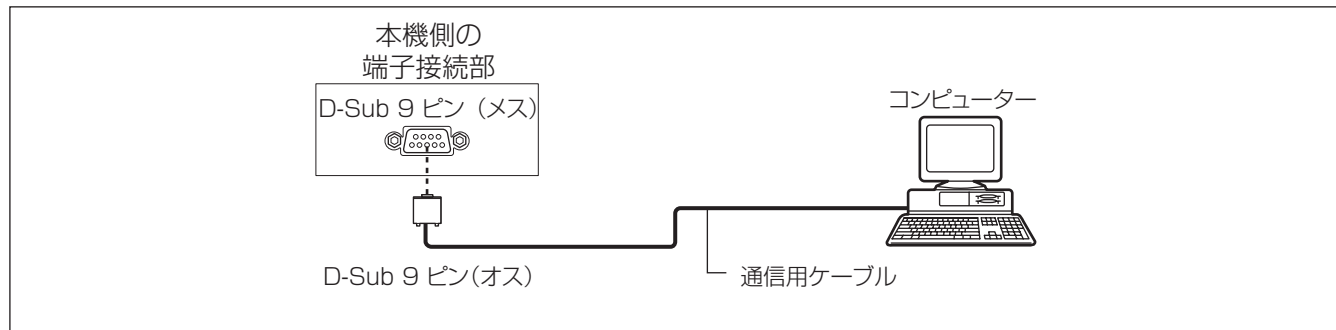 本機側の
端子接続部
D-Sub 9 ピン (メス)
コンピューター
D-Sub 9 ピン(オス)
通信用ケーブル